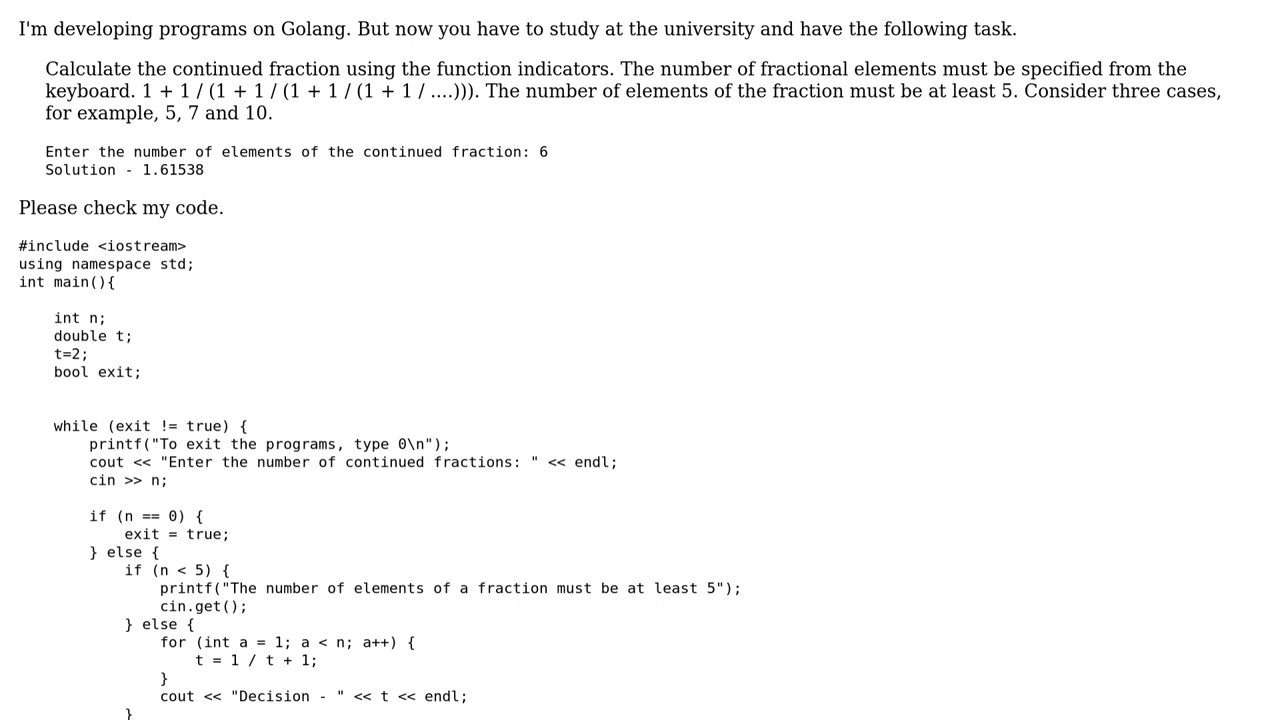 I'm developing programs on Golang. But now you have to study at the university and have the following task.
Calculate the continued fraction using the function indicators. The number of fractional elements must be specified from the
keyboard. 1 + 1 / (1 + 1 / (1 + 1 / (1 + 1 / ....))). The number of elements of the fraction must be at least 5. Consider three cases,
for example, 5, 7 and 10.
Enter the number of elements of the continued fraction: 6
Solution - 1.61538
Please check my code.
#include <iostream>
using namespace std;
int main(){
    int n;
    double t;
    t=2;
    bool exit;
    while (exit != true) {
        printf("To exit the programs, type 0\n");
        cout << "Enter the number of continued fractions: " << endl;
        cin >> n;
        if (n == 0) {
            exit = true;
        } else {
            if (n < 5) {
                printf("The number of elements of a fraction must be at least 5");
                cin.get();
            } else {
                for (int a = 1; a < n; a++) {
                    t = 1 / t + 1;
                }
                cout << "Decision - " << t << endl;
            }